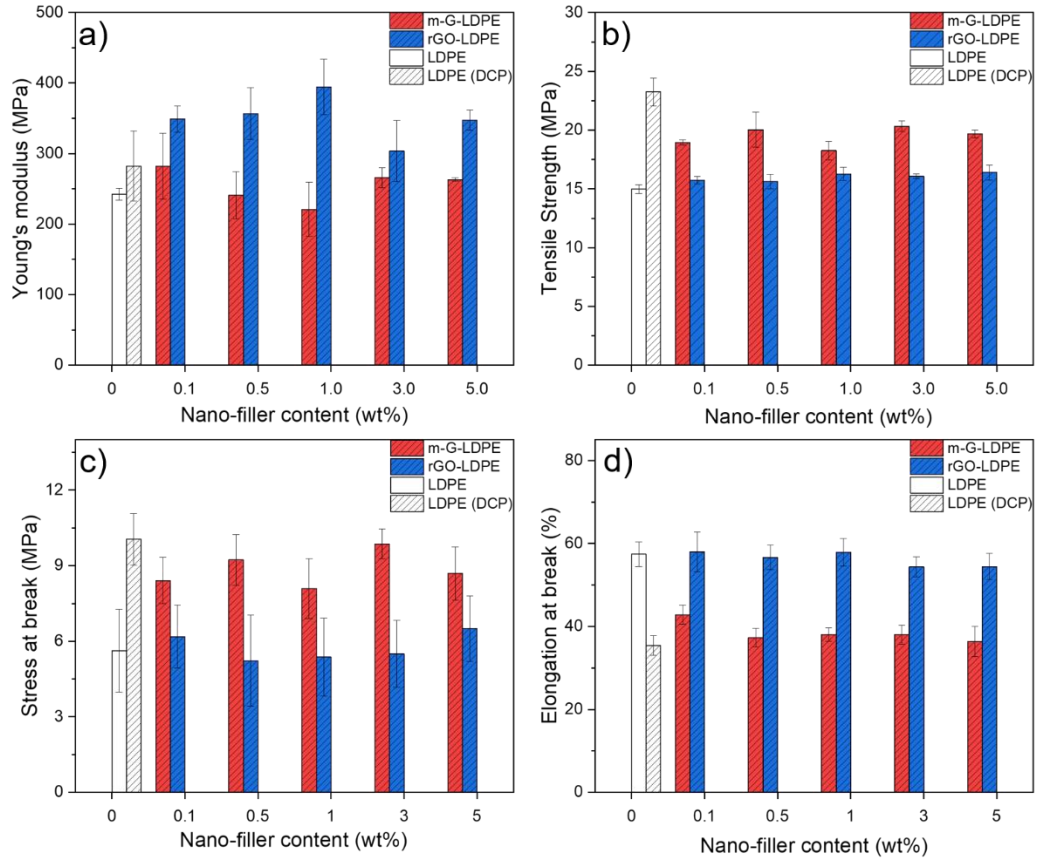 a)
m-G-LDPE
rGO-LDPE
LDPE
LDPE (DCP)
Young's modulus (MPa)
500
400
300
200
100
0
0 0.1 0.5 1.0 3.0 5.0
Nano-filler content (wt%)
b)
m-G-LDPE
rGO-LDPE
LDPE
LDPE (DCP)
Tensile Strength (MPa)
30
25
20
15
10
5
0
0 0.1 0.5 1.0 3.0 5.0
Nano-filler content (wt%)
c)
m-G-LDPE
rGO-LDPE
LDPE
LDPE (DCP)
Stress at break (MPa)
12
9
6
3
0
0 0.1 0.5 1 3 5
Nano-filler content (wt%)
d)
m-G-LDPE
rGO-LDPE
LDPE
LDPE (DCP)
Elongation at break (%)
80
60
40
20
0
0 0.1 0.5 1 3 5
Nano-filler content (wt%)